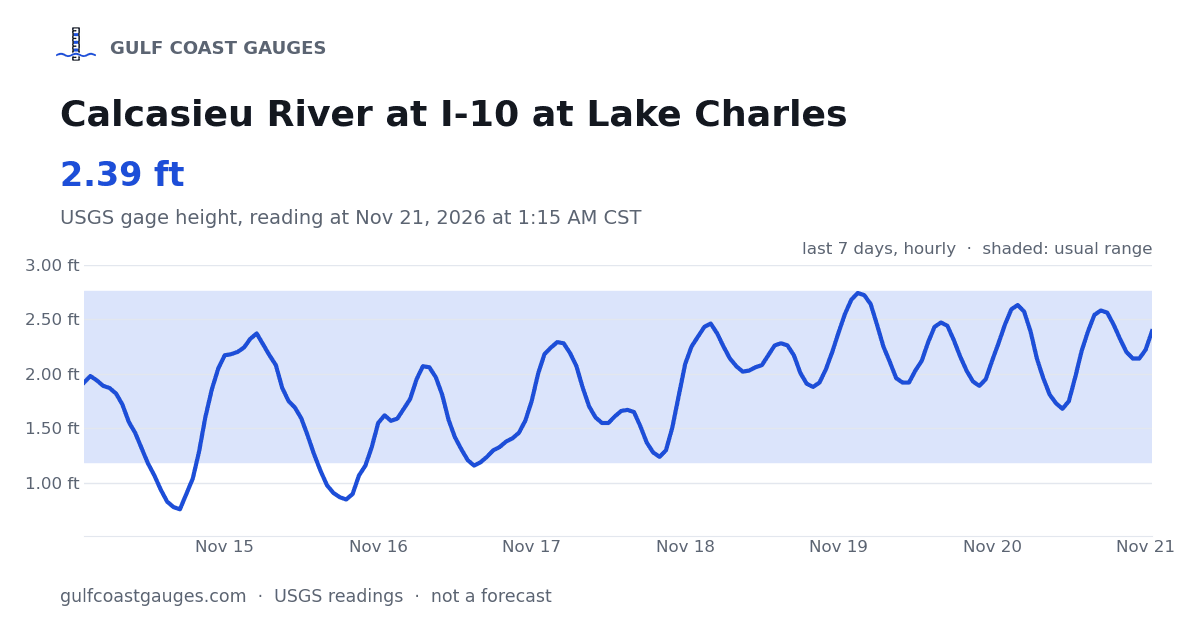 GULF COAST GAUGES
Calcasieu River at I-10 at Lake Charles
2.39 ft
USGS gage height, reading at Nov 21, 2026 at 1:15 AM CST
last 7 days, hourly · shaded: usual range
3.00 ft
2.50 ft
2.00 ft
1.50 ft
1.00 ft
Nov 15 Nov 16 Nov 17 Nov 18 Nov 19 Nov 20 Nov 21
gulfcoastgauges.com · USGS readings · not a forecast